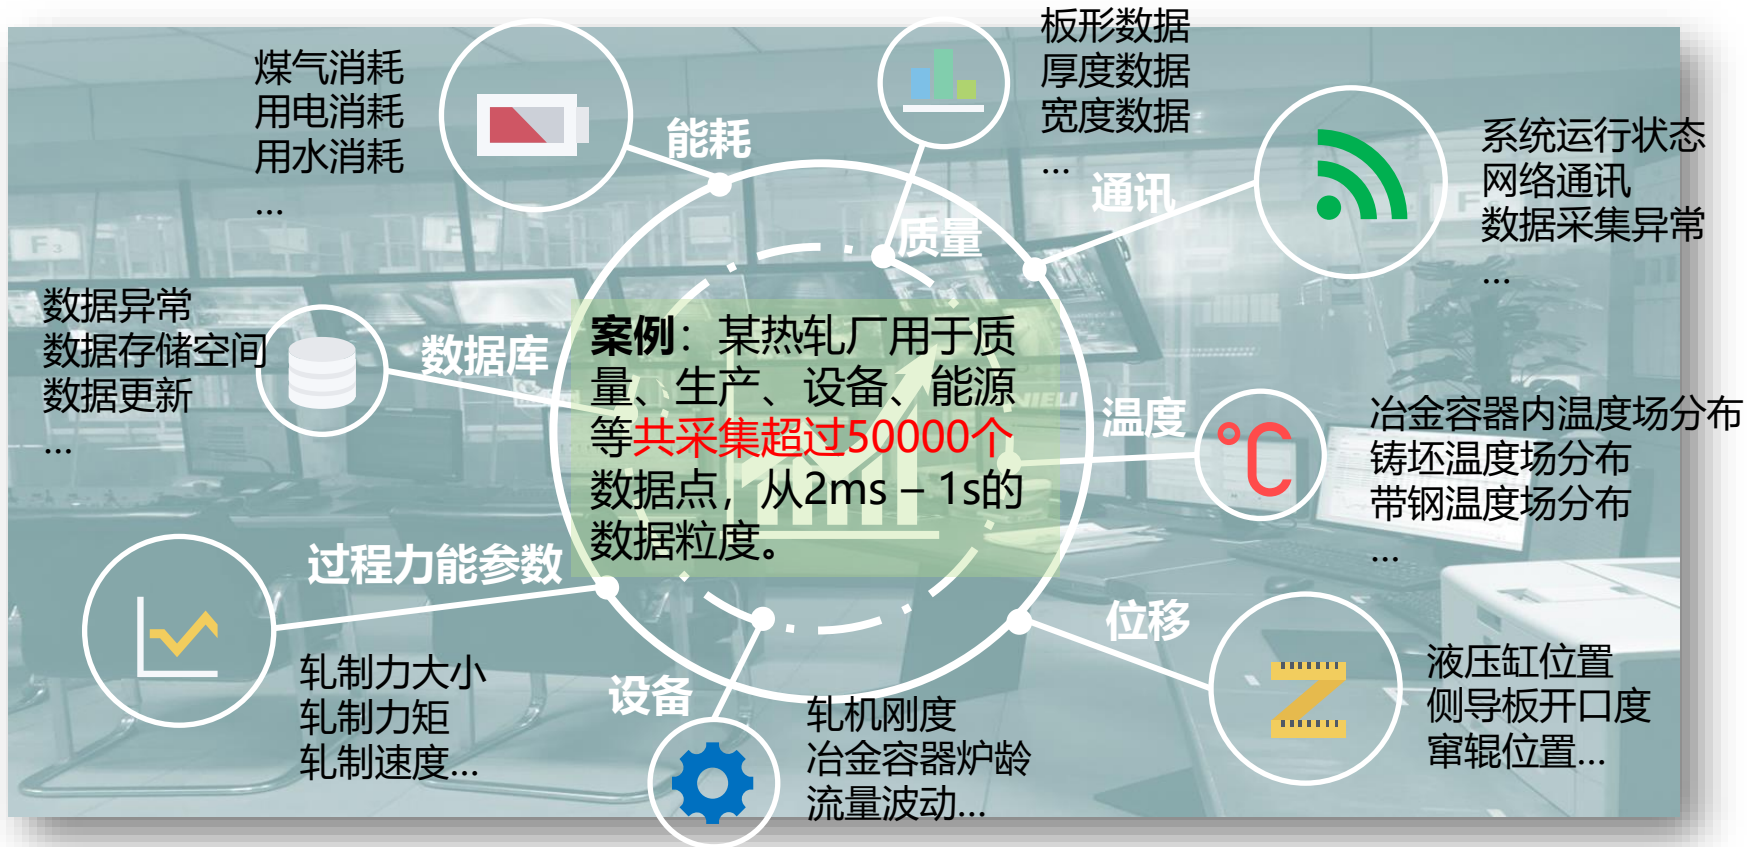 煤气消耗
用电消耗
用水消耗
...
能耗
板形数据
厚度数据
宽度数据
...
质量
通讯
系统运行状态
网络通讯
数据采集异常
...
数据异常
数据存储空间
数据更新
...
数据库
案例：某热轧厂用于质
量、生产、设备、能源
等共采集超过50000个
数据点，从2ms – 1s的
数据粒度。
温度
℃
冶金容器内温度场分布
铸坯温度场分布
带钢温度场分布
...
过程力能参数
轧制力大小
轧制力矩
轧制速度...
设备
轧机刚度
冶金容器炉龄
流量波动...
位移
液压缸位置
侧导板开口度
窜辊位置...
F3